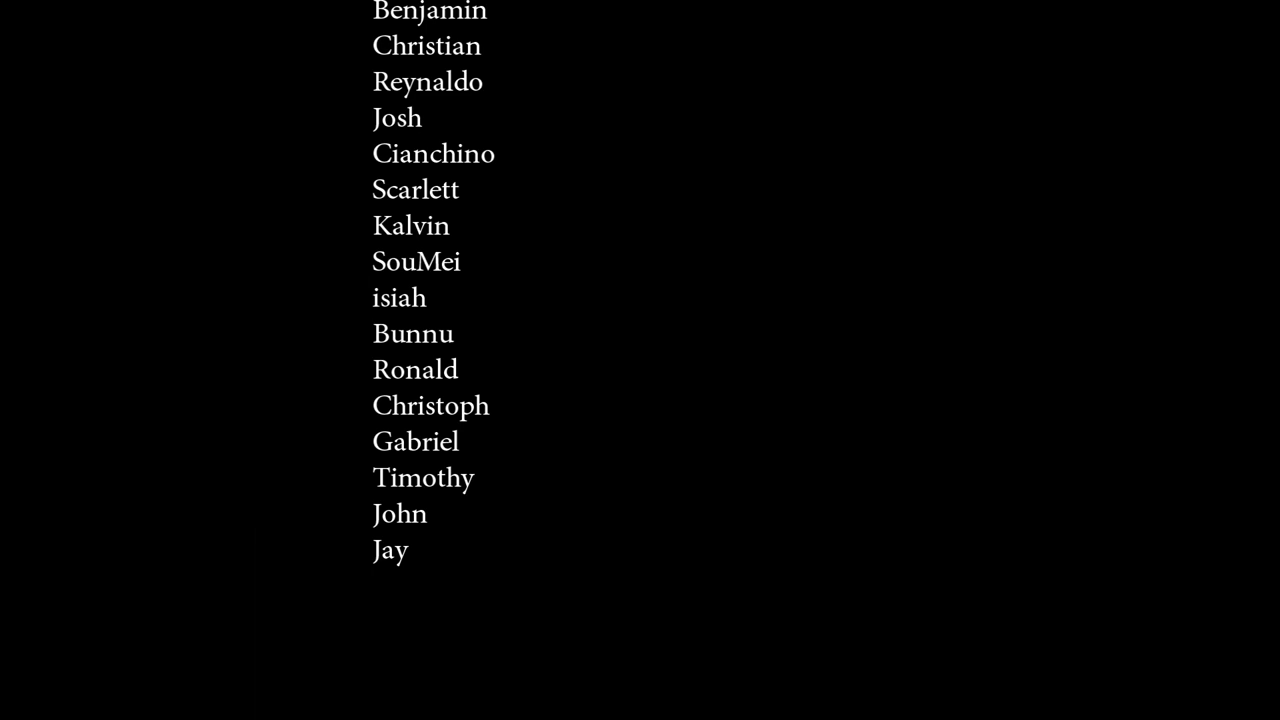 Benjamin
Christian
Reynaldo
Josh
Cianchino
Scarlett
Kalvin
SouMei
isiah
Bunnu
Ronald
Christoph
Gabriel
Timothy
John
Jay